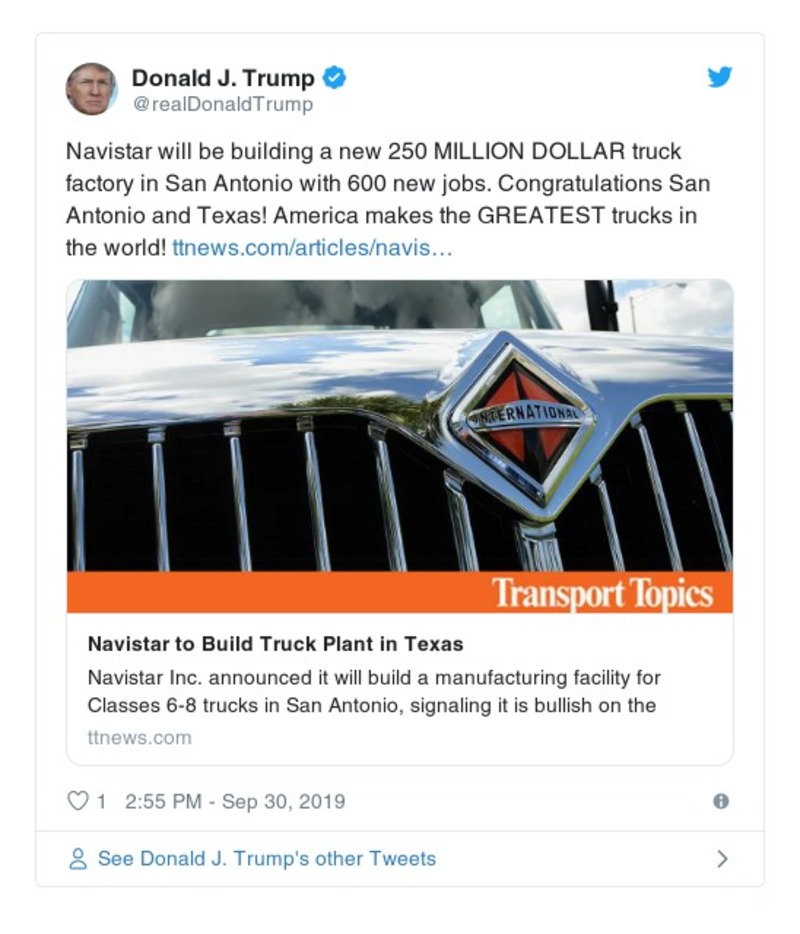 Donald J. Trump
@realDonaldTrump
Navistar will be building a new 250 MILLION DOLLAR truck
factory in San Antonio with 600 new jobs. Congratulations San
Antonio and Texas! America makes the GREATEST trucks in
the world! ttnews.com/articles/navis…
INTERNATIONAL
Transport Topics
Navistar to Build Truck Plant in Texas
Navistar Inc. announced it will build a manufacturing facility for
Classes 6-8 trucks in San Antonio, signaling it is bullish on the
ttnews.com
1 2:55 PM - Sep 30, 2019
See Donald J. Trump's other Tweets